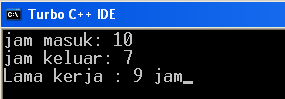 C:\ Turbo C++ IDE
jam masuk: 10
jam keluar: 7
Lama kerja : 9 jam_